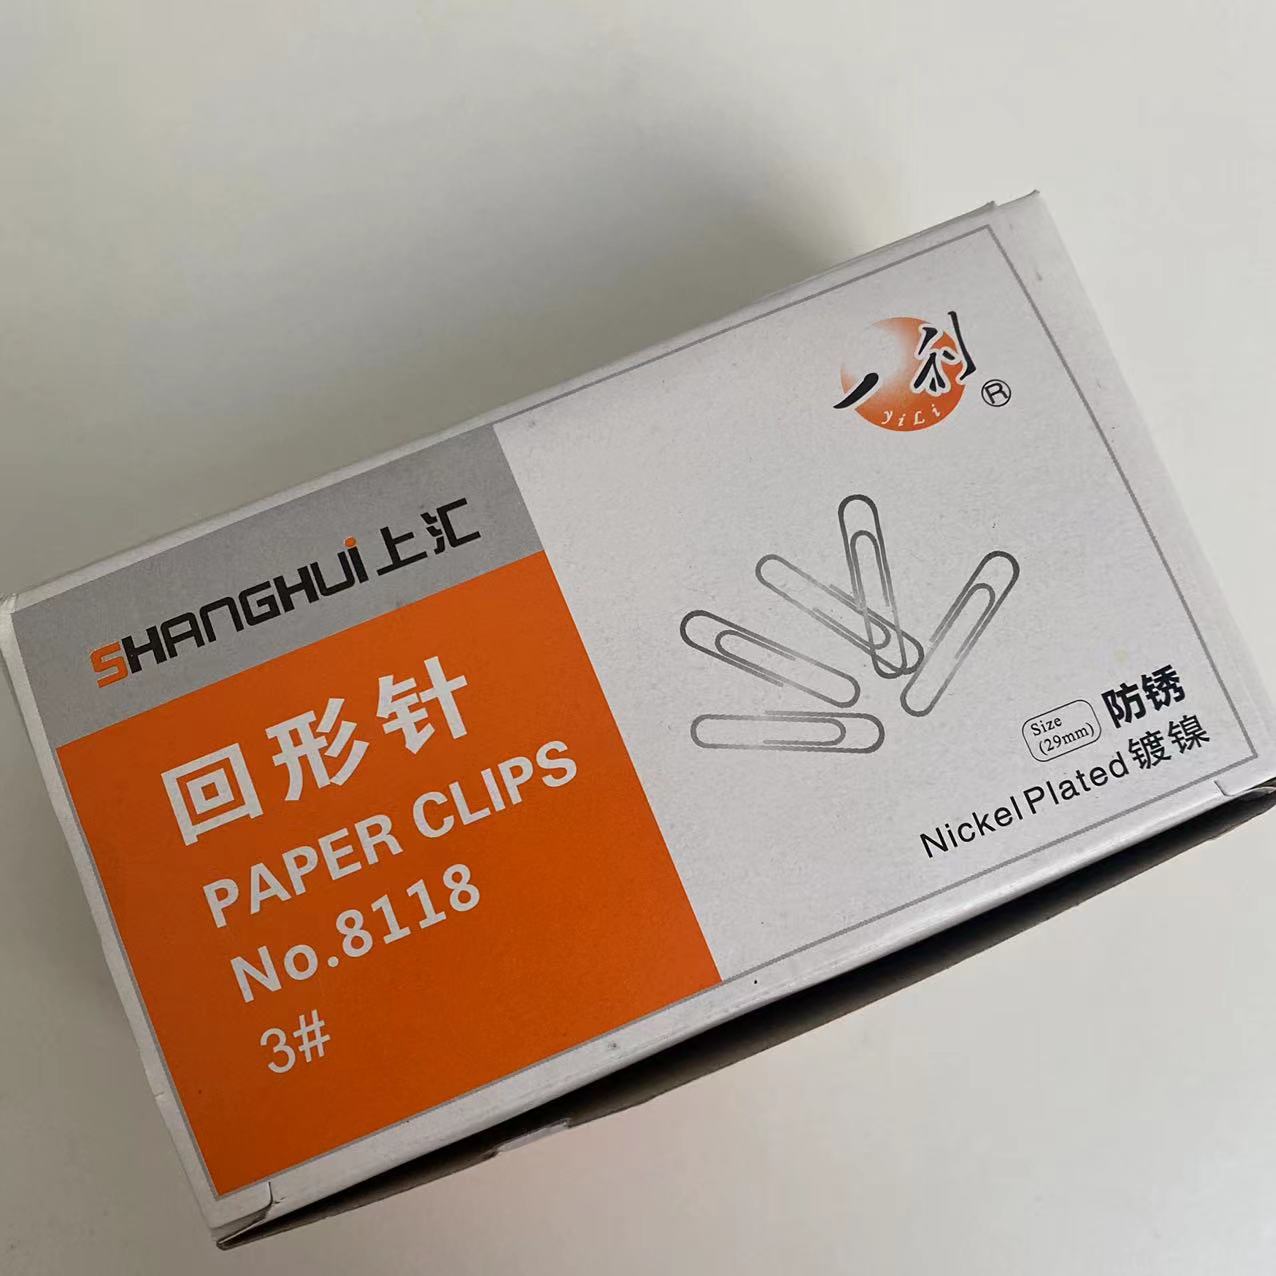 SHANGHUi上汇
回形针
PAPER CLIPS
No.8118
3#
一利
yiLi
®
Size
(29mm)
防锈
Nickel Plated 镀镍